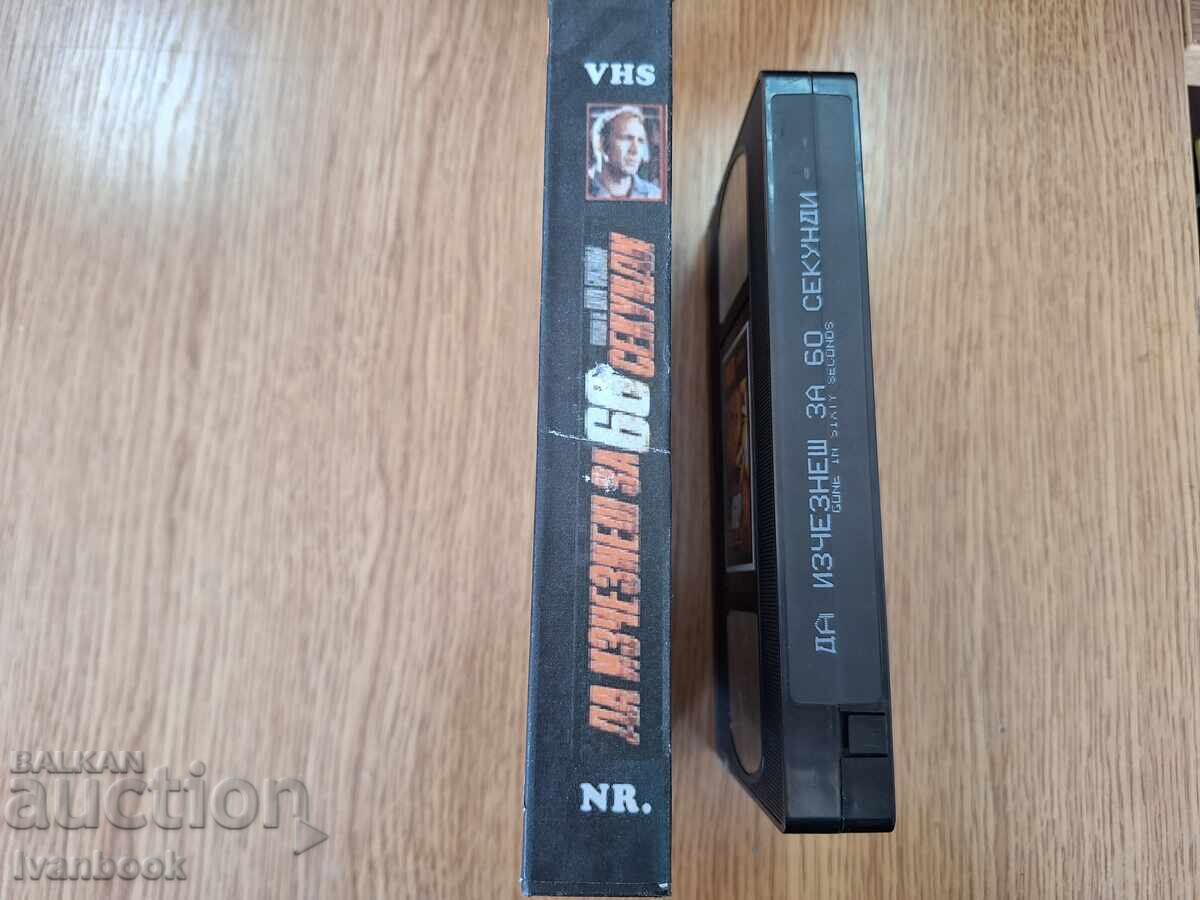 VHS
ДА ИЗЧЕЗНЕШ ЗА 60 СЕКУНДИ
NR.
ДА ИЗЧЕЗНЕШ ЗА 60 СЕКУНДИ -
GONE IN SIXTY SECONDS
BALKAN
auction
Ivanbook